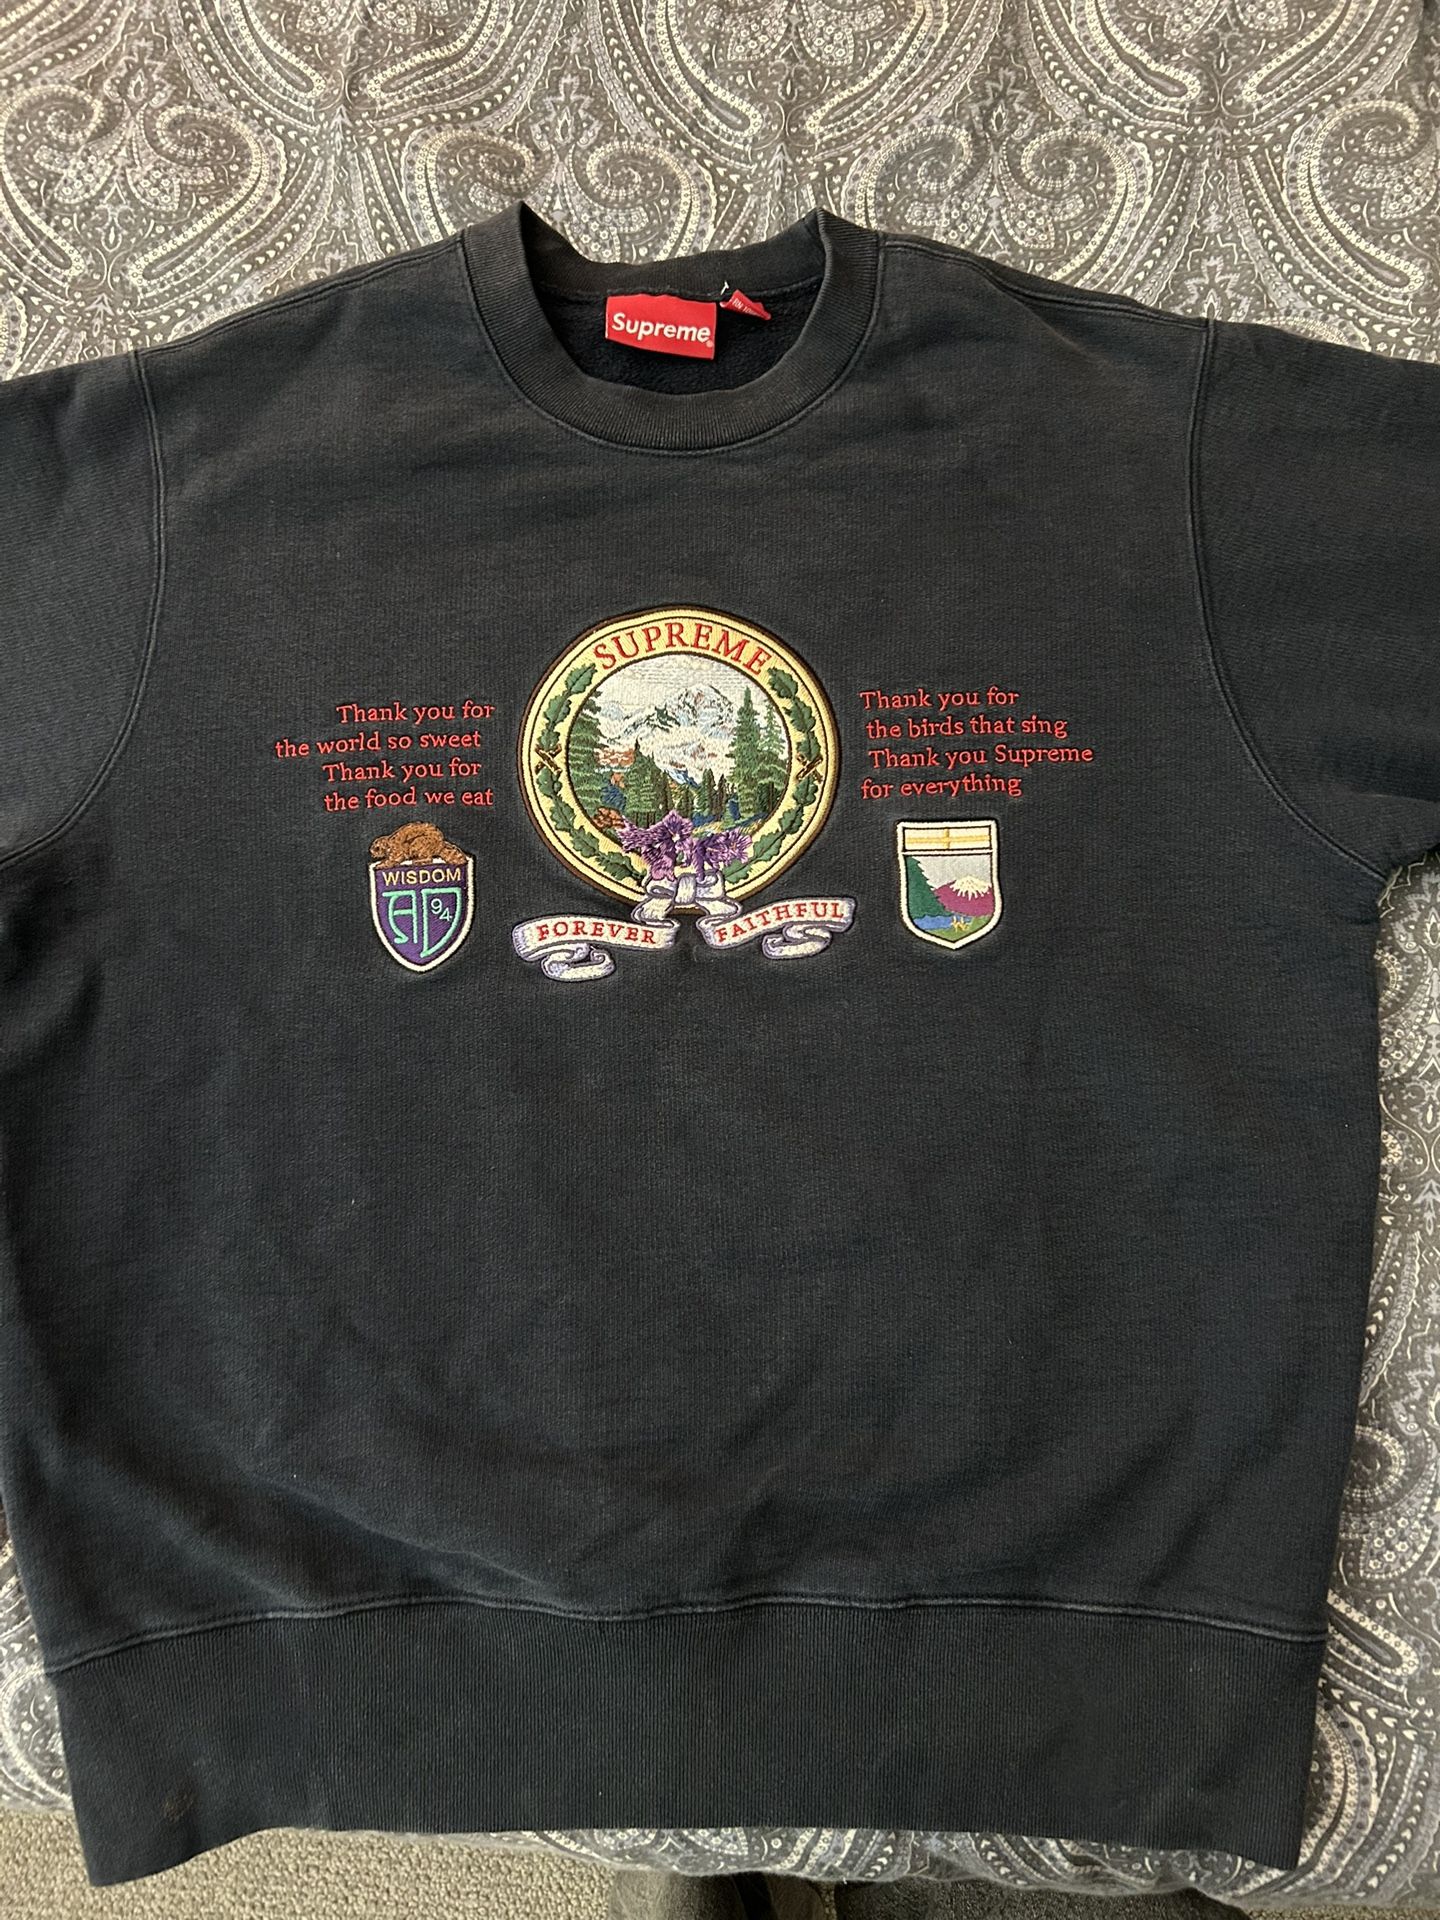 Supreme
SUPREME
Thank you for
the world so sweet
Thank you for
the food we eat
Thank you for
the birds that sing
Thank you Supreme
for everything
WISDOM
94
FOREVER FAITHFUL